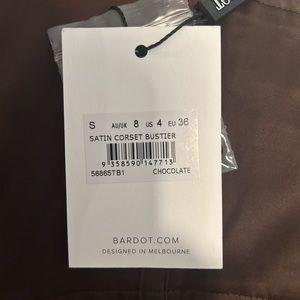 S AU/UK 8 US 4 EU 36
SATIN CORSET BUSTIER
9 358590 147713
56865TB1 CHOCOLATE
BARDOT.COM
DESIGNED IN MELBOURNE